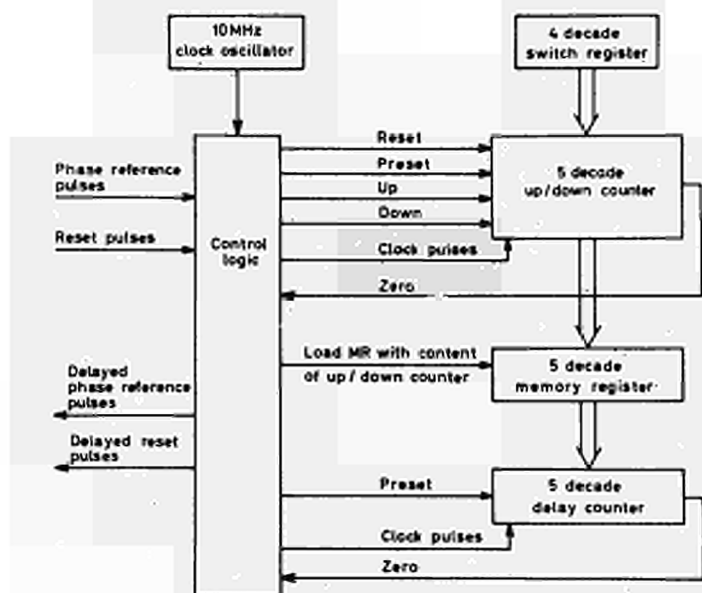 10 MHz
clock oscillator
4 decade
switch register
Reset
Preset
Up
Down
Clock pulses
Zero
5 decade
up/down counter
Phase reference
pulses
Reset pulses
Control
logic
Load MR with content
of up/down counter
5 decade
memory register
Delayed
phase reference
pulses
Delayed reset
pulses
Preset
5 decade
delay counter
Clock pulses
Zero